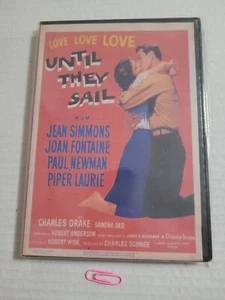 LOVE LOVE LOVE
UNTIL
THEY
SAIL
JEAN SIMMONS
JOAN FONTAINE
PAUL NEWMAN
PIPER LAURIE
CHARLES DRAKE SANDRA DEE
ROBERT ANDERSON
ROBERT WISE
CHARLES SCHNEE